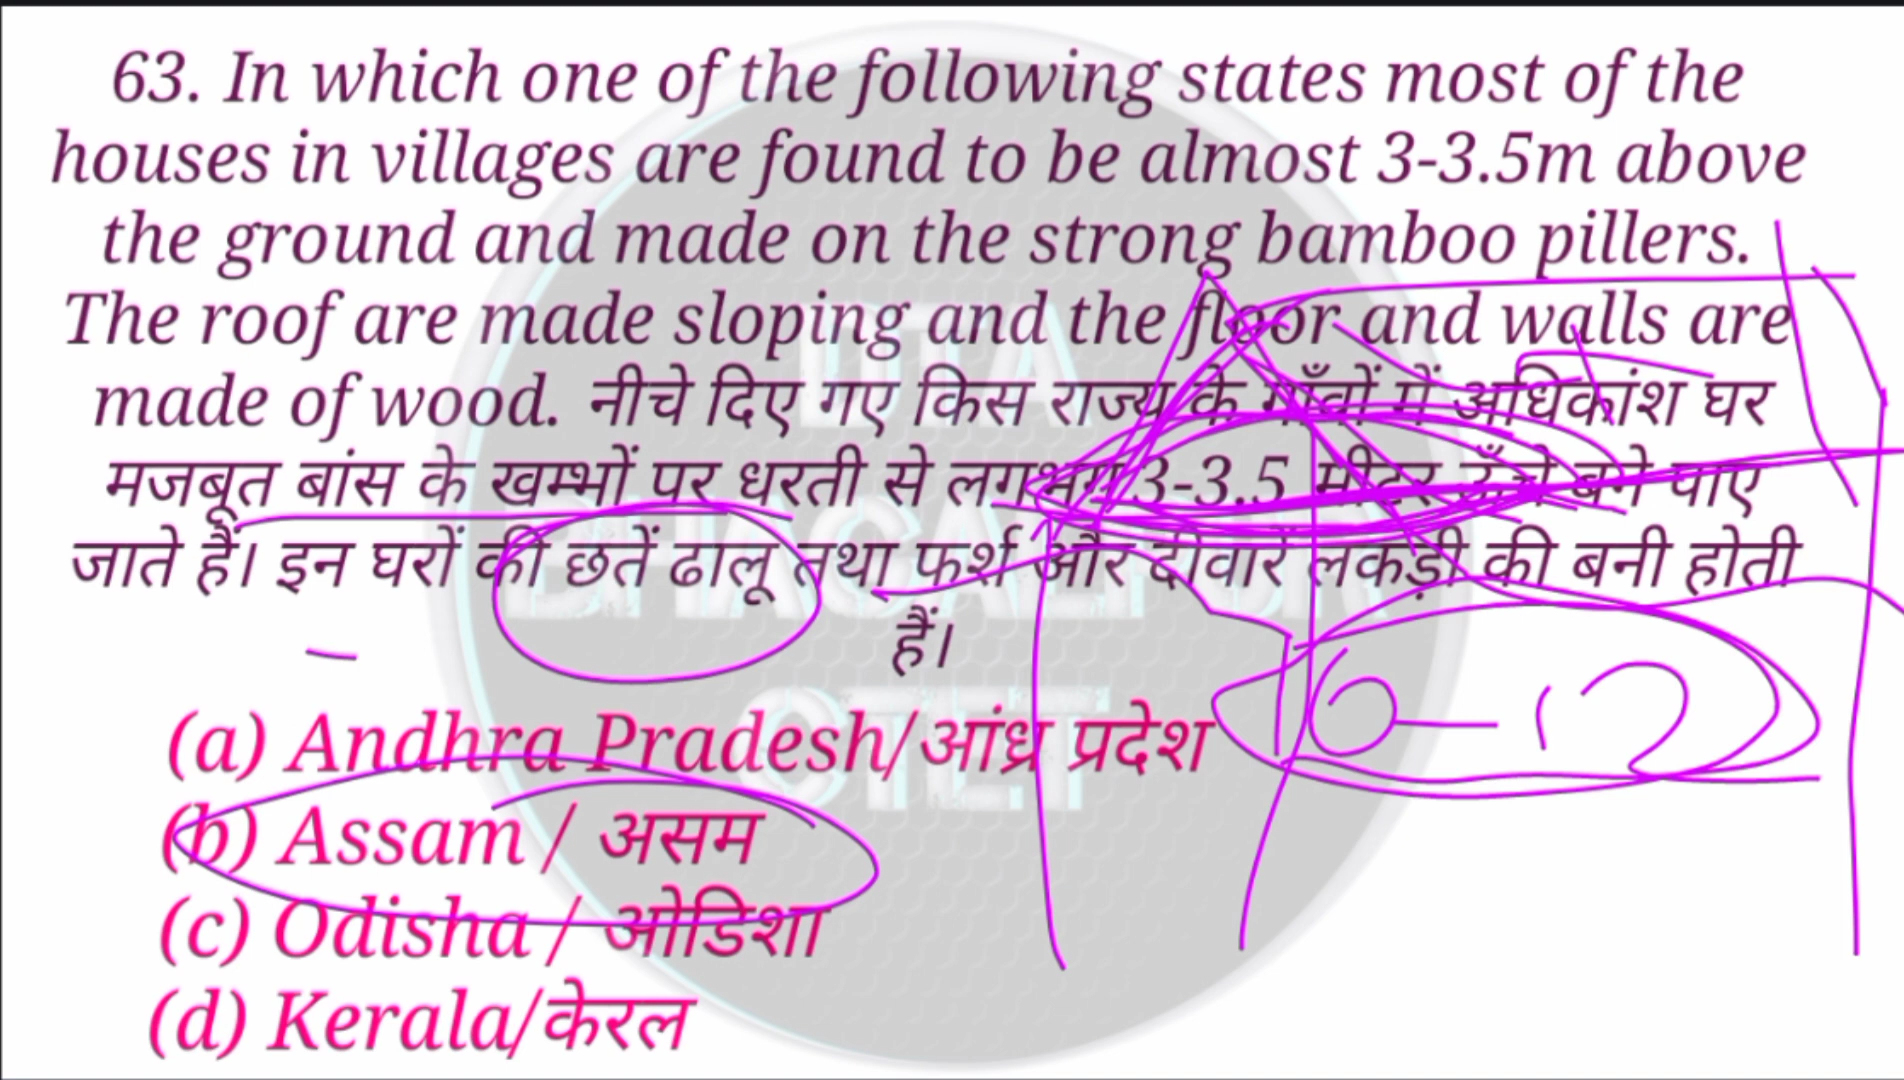 63. In which one of the following states most of the
houses in villages are found to be almost 3-3.5m above
the ground and made on the strong bamboo pillers.
The roof are made sloping and the floor and walls are
made of wood. नीचे दिए गए किस राज्य के गाँवों में अधिकांश घर
मजबूत बांस के खम्भों पर धरती से लगभग 3-3.5 मीटर ऊँचे बने पाए
जाते हैं। इन घरों की छतें ढालू तथा फर्श और दीवारें लकड़ी की बनी होती
हैं।
10-12
(a) Andhra Pradesh/आंध्र प्रदेश
(b) Assam / असम
(c) Odisha / ओडिशा
(d) Kerala/केरल
BHAGALPUR
CTET